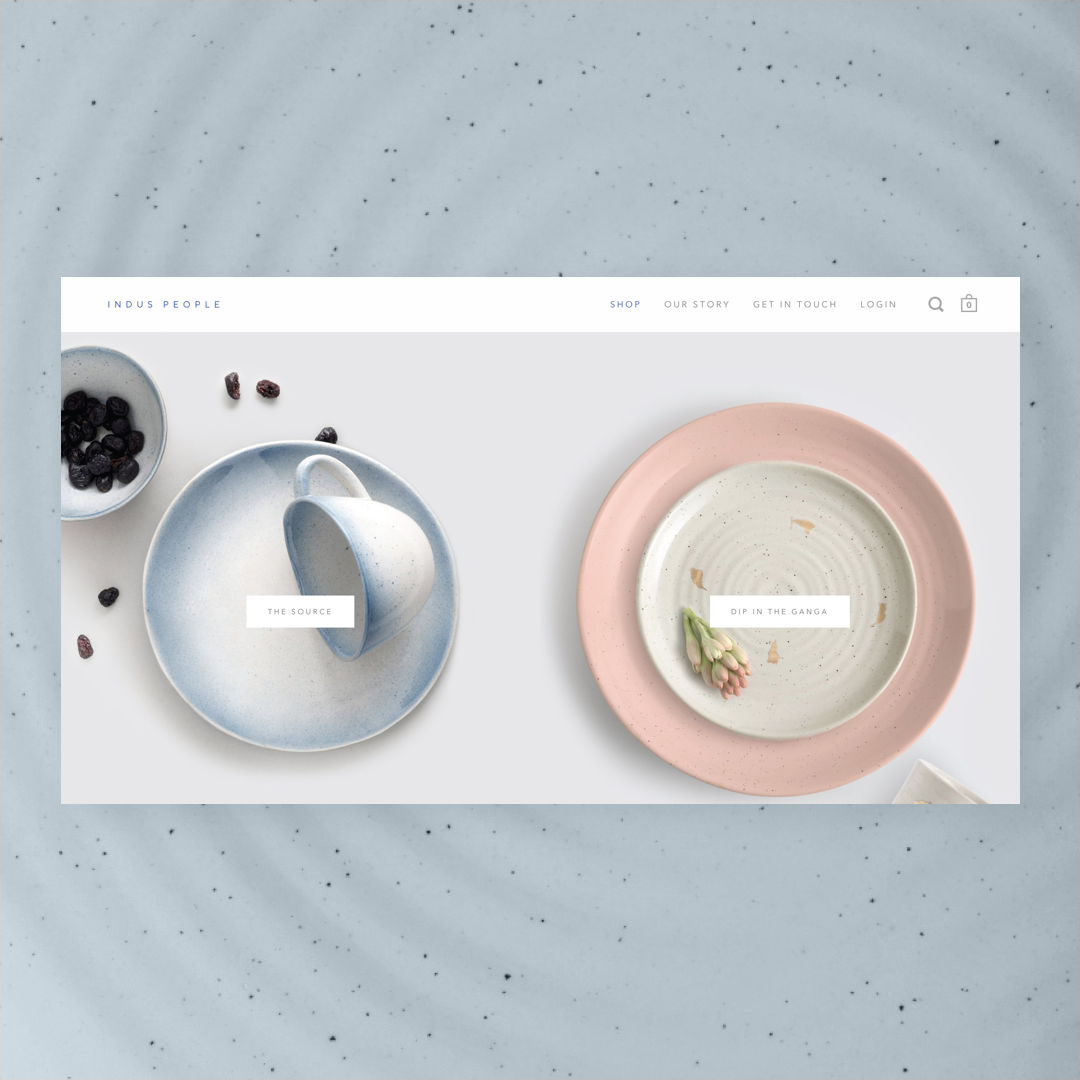 INDUS PEOPLE
SHOP OUR STORY GET IN TOUCH LOGIN 0
THE SOURCE
DIP IN THE GANGA